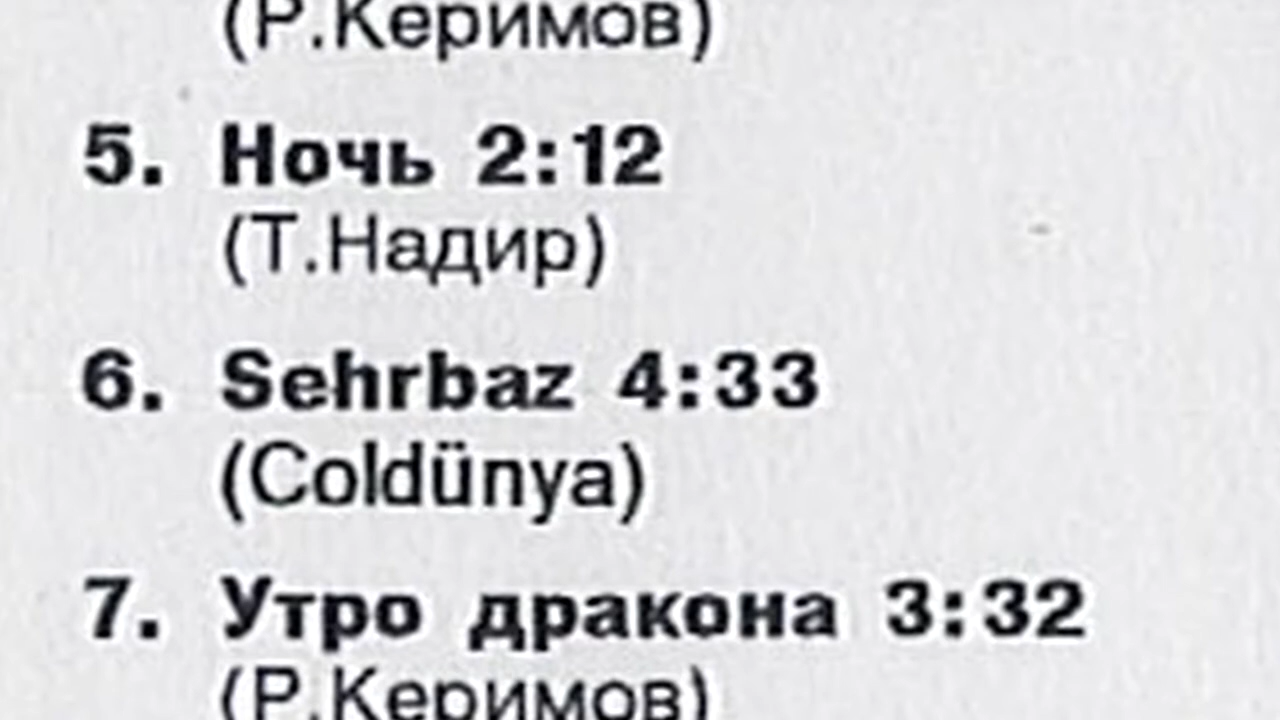 (Р.Керимов)
5. Ночь 2:12
(Т.Надир)
6. Sehrbaz 4:33
(Coldünya)
7. Утро дракона 3:32
(Р.Керимов)